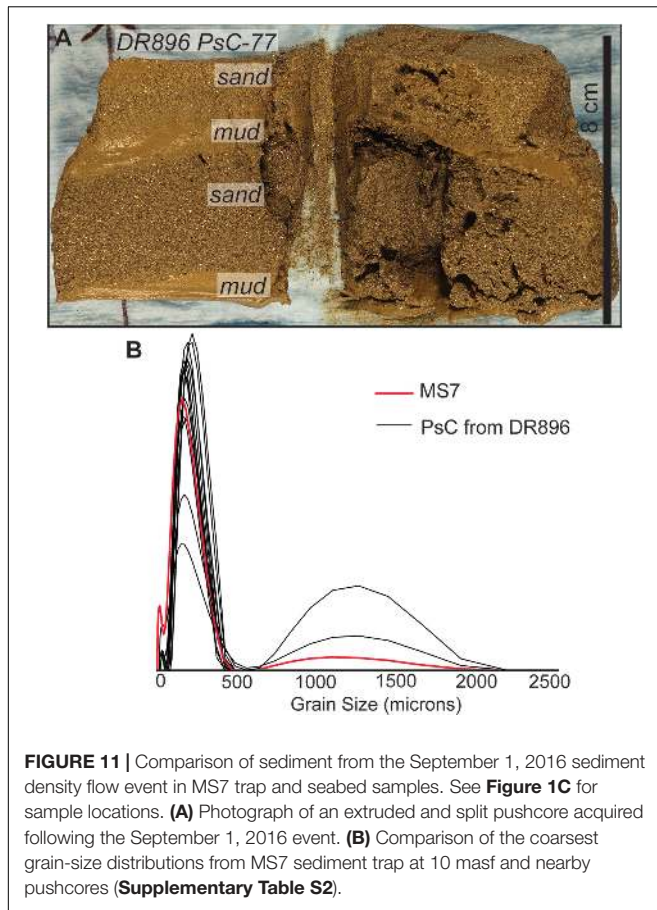 A
DR896 PsC-77
sand
mud
sand
mud
8 cm
B
MS7
PsC from DR896
0 500 1000 1500 2000 2500
Grain Size (microns)
FIGURE 11 | Comparison of sediment from the September 1, 2016 sediment
density flow event in MS7 trap and seabed samples. See Figure 1C for
sample locations. (A) Photograph of an extruded and split pushcore acquired
following the September 1, 2016 event. (B) Comparison of the coarsest
grain-size distributions from MS7 sediment trap at 10 masf and nearby
pushcores (Supplementary Table S2).